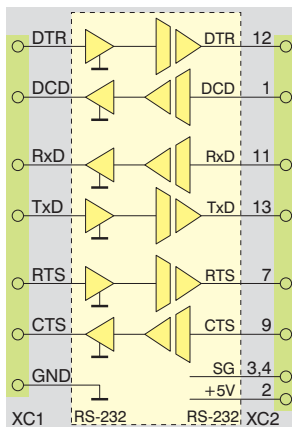 DTR DTR 12
DCD DCD 1
RxD RxD 11
TxD TxD 13
RTS RTS 7
CTS CTS 9
SG 3,4
GND +5V 2
XC1 RS-232 RS-232 XC2